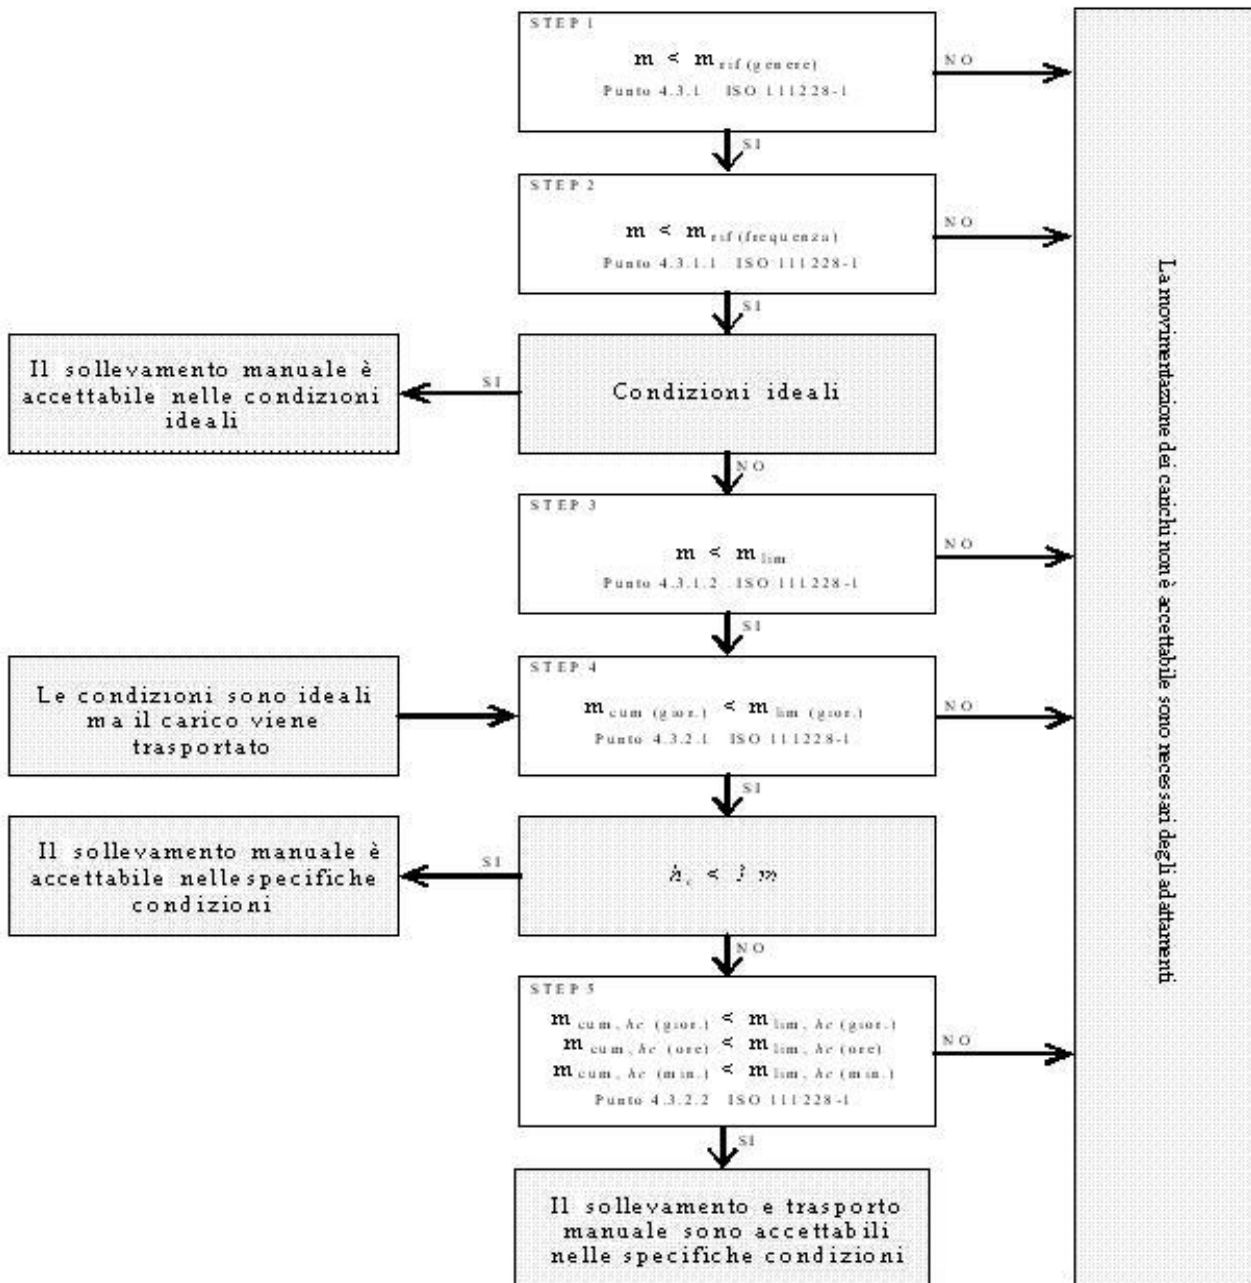 STEP 1
m < m rif (genere)
Punto 4.3.1 ISO 111228-1
NO
SI
STEP 2
m < m rif (frequenza)
Punto 4.3.1.1 ISO 111228-1
NO
SI
Il sollevamento manuale è
accettabile nelle condizioni
ideali
SI
Condizioni ideali
NO
STEP 3
m < m lim
Punto 4.3.1.2 ISO 111228-1
NO
SI
Le condizioni sono ideali
ma il carico viene
trasportato
STEP 4
m cum (gior.) < m lim (gior.)
Punto 4.3.2.1 ISO 111228-1
NO
SI
Il sollevamento manuale è
accettabile nelle specifiche
condizioni
SI
h c < 1 m
NO
STEP 5
m cum, hc (gior.) < m lim, hc (gior.)
m cum, hc (ore) < m lim, hc (ore)
m cum, hc (min.) < m lim, hc (min.)
Punto 4.3.2.2 ISO 111228-1
NO
SI
Il sollevamento e trasporto
manuale sono accettabili
nelle specifiche condizioni
La movimentazione dei carichi non è accettabile sono necessari degli adattamenti